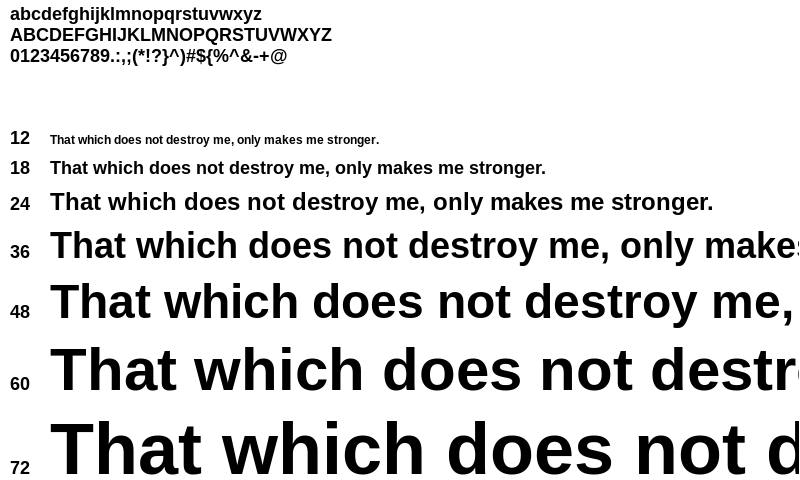 abcdefghijklmnopqrstuvwxyz
ABCDEFGHIJKLMNOPQRSTUVWXYZ
0123456789.:,;(*!?}^)#${%^&-+@
12 That which does not destroy me, only makes me stronger.
18 That which does not destroy me, only makes me stronger.
24 That which does not destroy me, only makes me stronger.
36 That which does not destroy me, only makes
48 That which does not destroy me,
60 That which does not destr
72 That which does not d